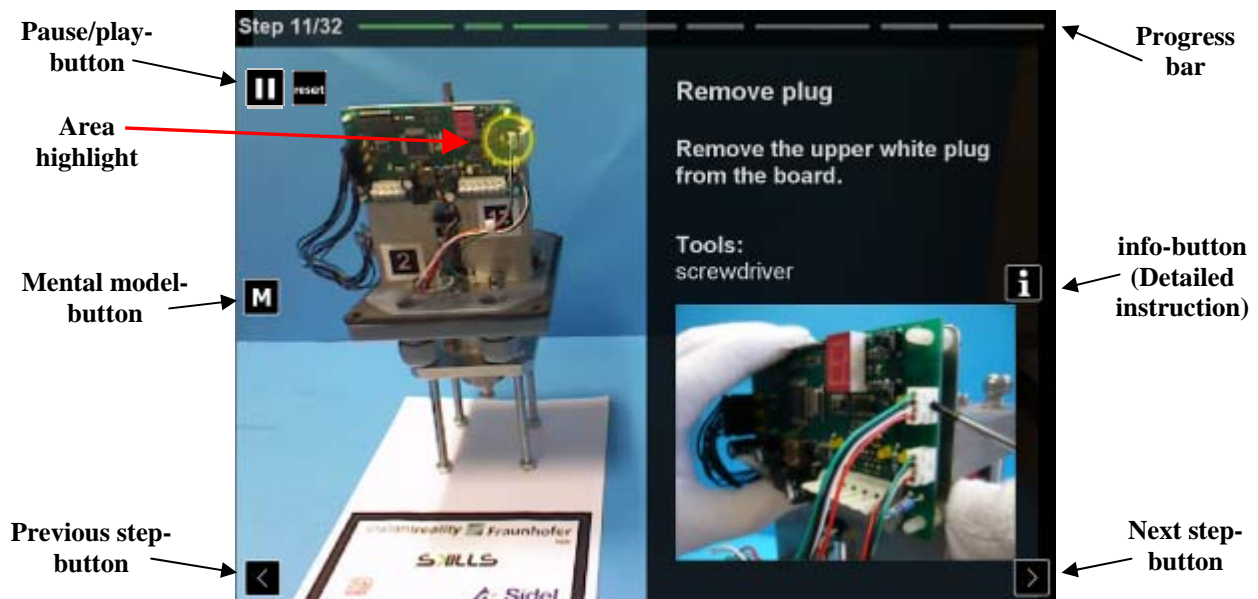 Pause/play-
button
Area
highlight
Mental model-
button
Previous step-
button
Step 11/32
reset
2
M
Fraunhofer
SKILLS
Sidel
Remove plug
Remove the upper white plug
from the board.
Tools:
screwdriver
i
Progress
bar
info-button
(Detailed
instruction)
Next step-
button